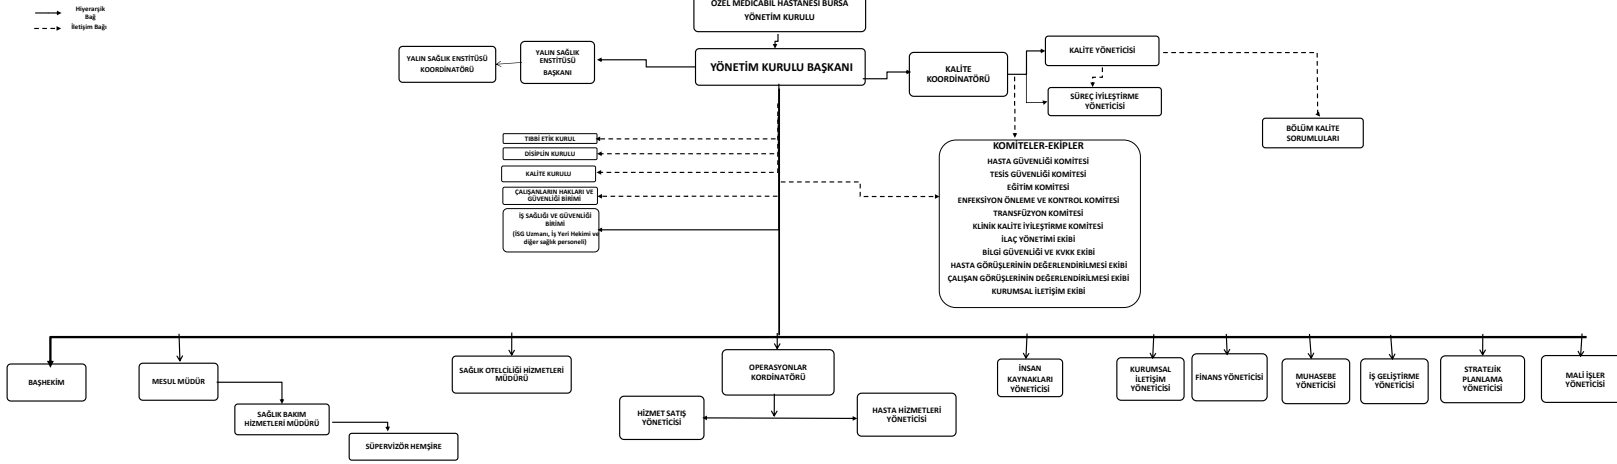 Hiyerarşik
Bağ
İletişim Bağı
ÖZEL MEDICABIL HASTANESİ BURSA
YÖNETİM KURULU
YÖNETİM KURULU BAŞKANI
YALIN SAĞLIK ENSTİTÜSÜ
KOORDİNATÖRÜ
YALIN SAĞLIK
ENSTİTÜSÜ
BAŞKANI
KALİTE
KOORDİNATÖRÜ
KALİTE YÖNETİCİSİ
SÜREÇ İYİLEŞTİRME
YÖNETİCİSİ
BÖLÜM KALİTE
SORUMLULARI
TIBBİ ETİK KURUL
DİSİPLİN KURULU
KALİTE KURULU
ÇALIŞANLARIN HAKLARI VE
GÜVENLİĞİ BİRİMİ
İŞ SAĞLIĞI VE GÜVENLİĞİ
BİRİMİ
(İSG Uzmanı, İş Yeri Hekimi ve
diğer sağlık personeli)
KOMİTELER-EKİPLER
HASTA GÜVENLİĞİ KOMİTESİ
TESİS GÜVENLİĞİ KOMİTESİ
EĞİTİM KOMİTESİ
ENFEKSİYON ÖNLEME VE KONTROL KOMİTESİ
TRANSFÜZYON KOMİTESİ
KLİNİK KALİTE İYİLEŞTİRME KOMİTESİ
İLAÇ YÖNETİMİ EKİBİ
BİLGİ GÜVENLİĞİ VE KVKK EKİBİ
HASTA GÖRÜŞLERİNİN DEĞERLENDİRİLMESİ EKİBİ
ÇALIŞAN GÖRÜŞLERİNİN DEĞERLENDİRİLMESİ EKİBİ
KURUMSAL İLETİŞİM EKİBİ
BAŞHEKİM
MESUL MÜDÜR
SAĞLIK BAKIM
HİZMETLERİ MÜDÜRÜ
SÜPERVİZÖR HEMŞİRE
SAĞLIK OTELCİLİĞİ HİZMETLERİ
MÜDÜRÜ
OPERASYONLAR
KORDİNATÖRÜ
HİZMET SATIŞ
YÖNETİCİSİ
HASTA HİZMETLERİ
YÖNETİCİSİ
İNSAN
KAYNAKLARI
YÖNETİCİSİ
KURUMSAL
İLETİŞİM
YÖNETİCİSİ
FİNANS YÖNETİCİSİ
MUHASEBE
YÖNETİCİSİ
İŞ GELİŞTİRME
YÖNETİCİSİ
STRATEJİK
PLANLAMA
YÖNETİCİSİ
MALİ İŞLER
YÖNETİCİSİ